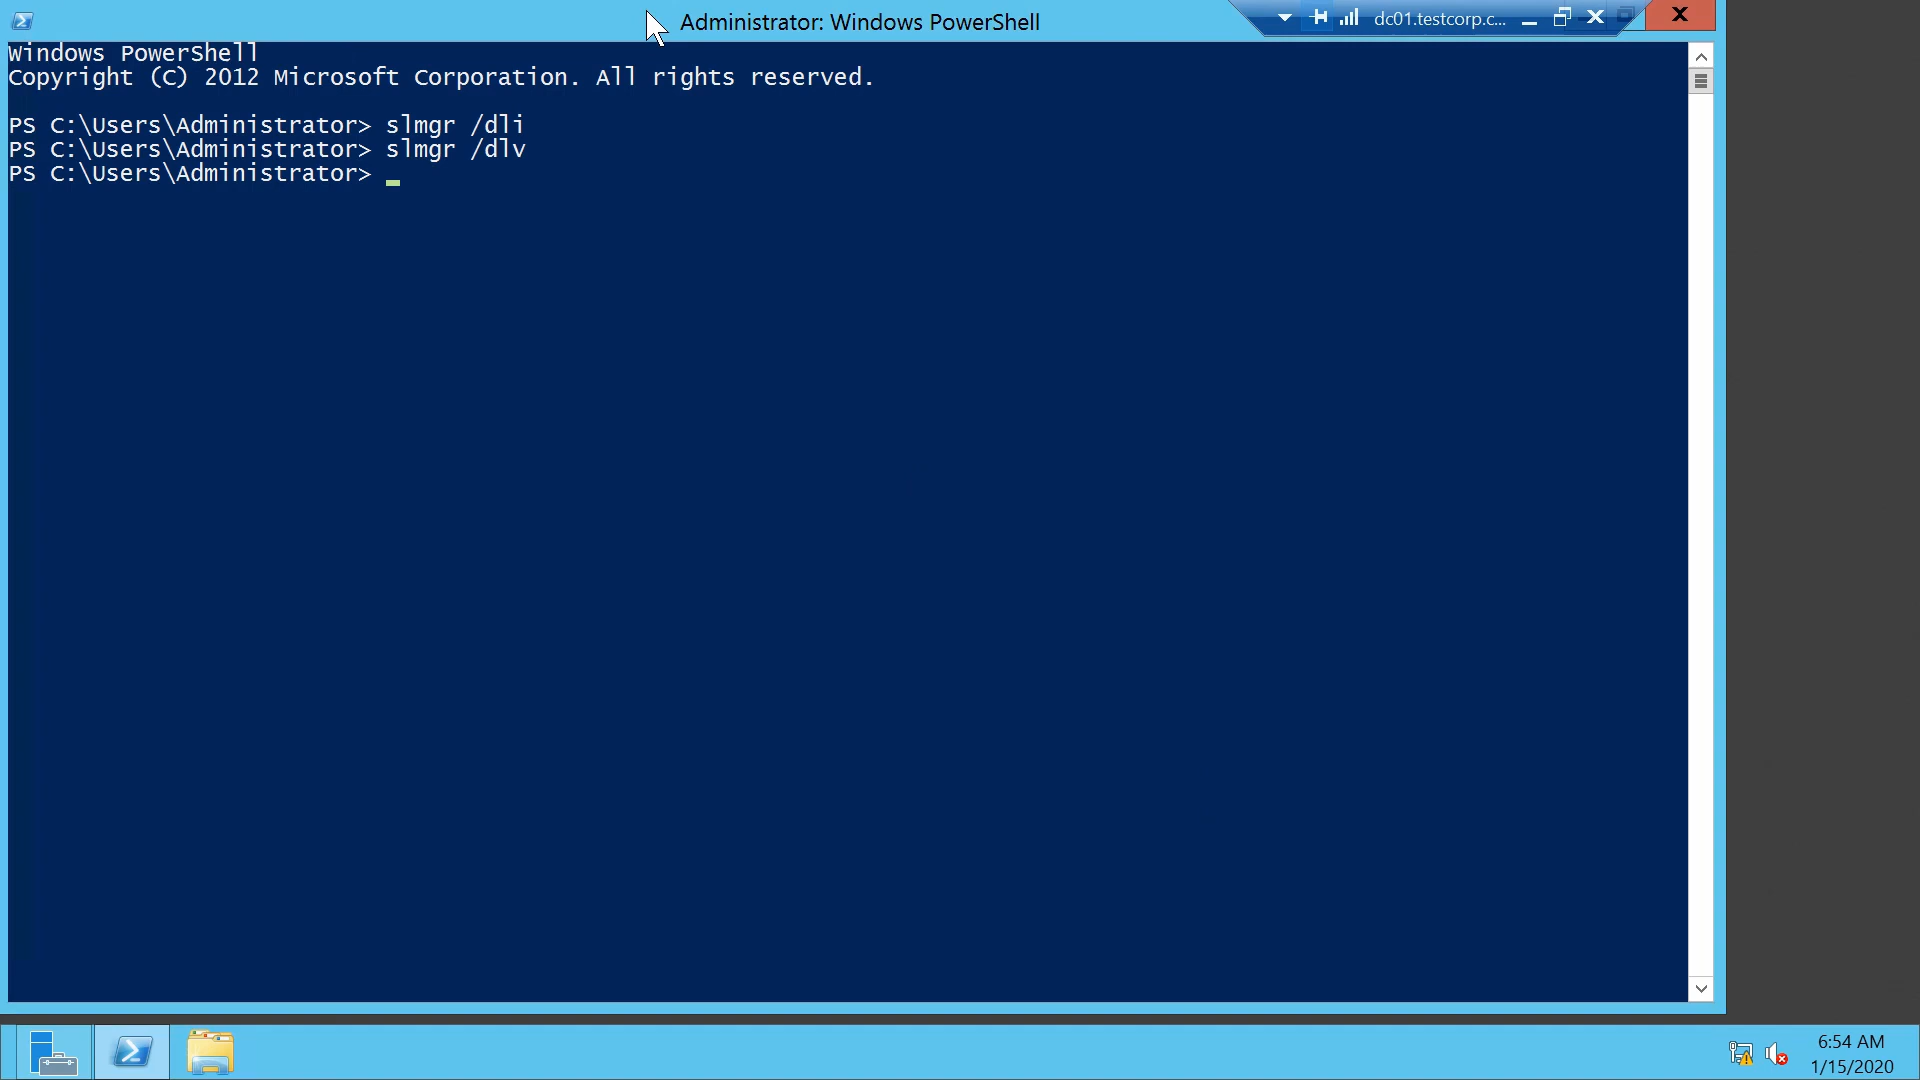 Administrator: Windows PowerShell
dc01.testcorp.c...
Windows PowerShell
Copyright (C) 2012 Microsoft Corporation. All rights reserved.
PS C:\Users\Administrator> slmgr /dli
PS C:\Users\Administrator> slmgr /dlv
PS C:\Users\Administrator>
6:54 AM
1/15/2020